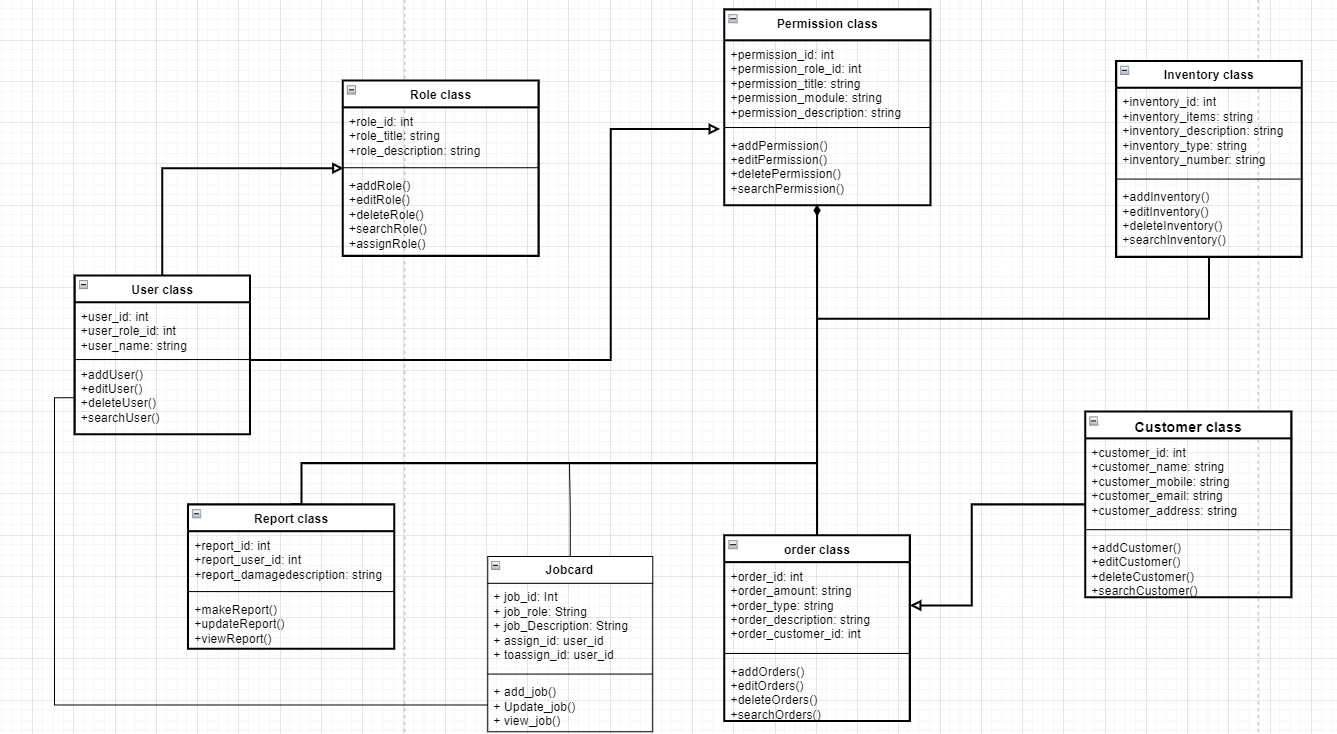 Permission class
+permission_id: int
+permission_role_id: int
+permission_title: string
+permission_module: string
+permission_description: string
+addPermission()
+editPermission()
+deletePermission()
+searchPermission()
Role class
+role_id: int
+role_title: string
+role_description: string
+addRole()
+editRole()
+deleteRole()
+searchRole()
+assignRole()
Inventory class
+inventory_id: int
+inventory_items: string
+inventory_description: string
+inventory_type: string
+inventory_number: string
+addInventory()
+editInventory()
+deleteInventory()
+searchInventory()
User class
+user_id: int
+user_role_id: int
+user_name: string
+addUser()
+editUser()
+deleteUser()
+searchUser()
Customer class
+customer_id: int
+customer_name: string
+customer_mobile: string
+customer_email: string
+customer_address: string
+addCustomer()
+editCustomer()
+deleteCustomer()
+searchCustomer()
Report class
+report_id: int
+report_user_id: int
+report_damagedescription: string
+makeReport()
+updateReport()
+viewReport()
Jobcard
+ job_id: Int
+ job_role: String
+ job_Description: String
+ assign_id: user_id
+ toassign_id: user_id
+ add_job()
+ Update_job()
+ view_job()
order class
+order_id: int
+order_amount: string
+order_type: string
+order_description: string
+order_customer_id: int
+addOrders()
+editOrders()
+deleteOrders()
+searchOrders()